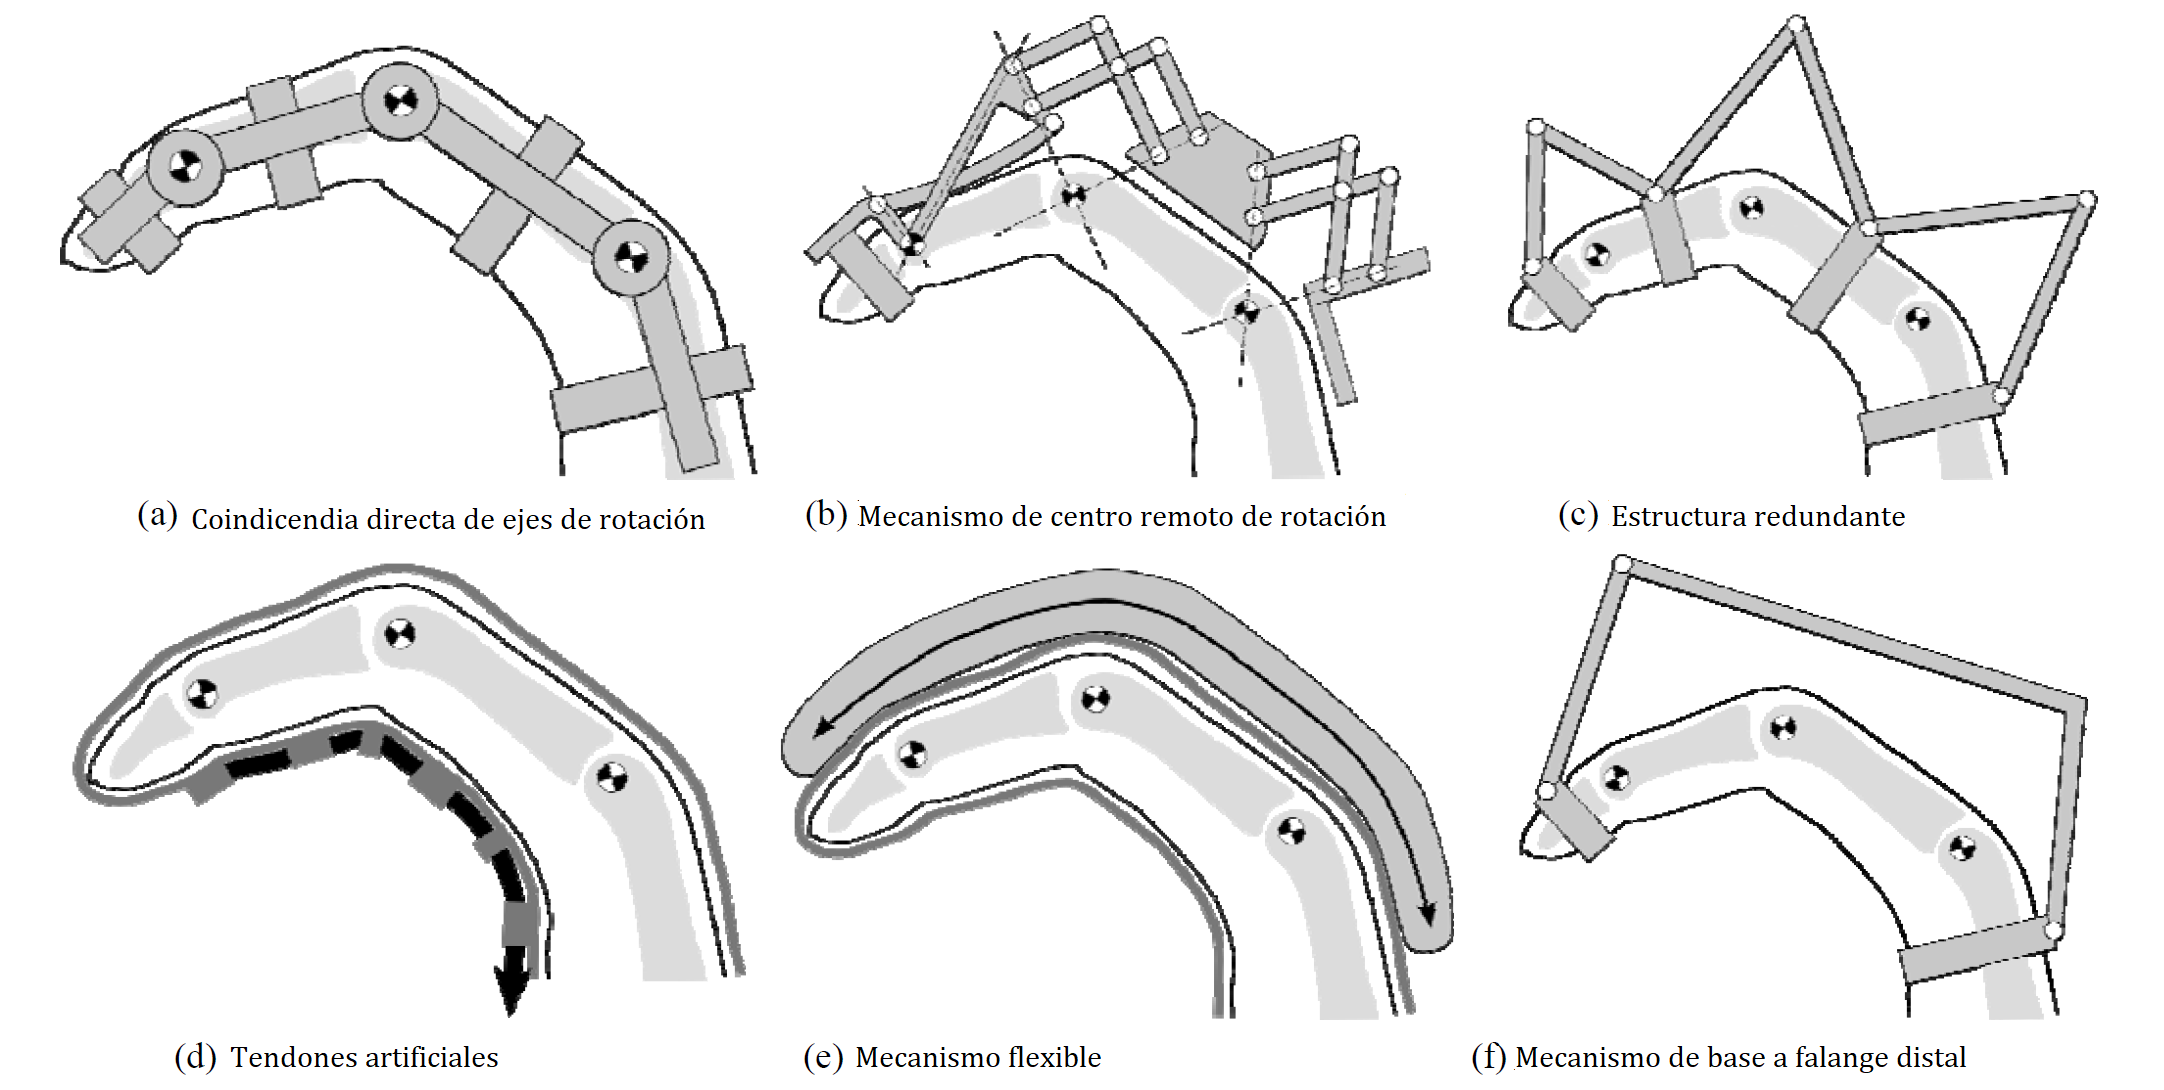 (a) Coindicendia directa de ejes de rotación
(b) Mecanismo de centro remoto de rotación
(c) Estructura redundante
(d) Tendones artificiales
(e) Mecanismo flexible
(f) Mecanismo de base a falange distal